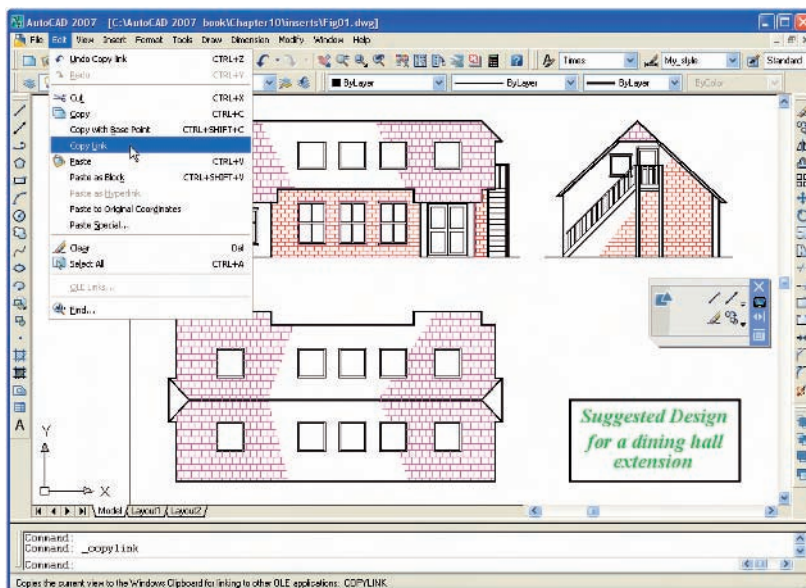 AutoCAD 2007 [C:\AutoCAD 2007_book\Chapter10\inserts\Fig01.dwg]
File Edit View Insert Format Tools Draw Dimension Modify Window Help
Times My_style Standard
ByLayer ByLayer ByLayer ByColor
Undo Copy link CTRL+Z
Redo CTRL+Y
Cut CTRL+X
Copy CTRL+C
Copy with Base Point CTRL+SHIFT+C
Copy Link
Paste CTRL+V
Paste as Block CTRL+SHIFT+V
Paste as Hyperlink
Paste to Original Coordinates
Paste Special...
Clear Del
Select All CTRL+A
OLE Links...
Find...
Suggested Design
for a dining hall
extension
A
Y
X
Model Layout1 Layout2
Command:
Command: _copylink
Command:
Copies the current view to the Windows Clipboard for linking to other OLE applications: COPYLINK